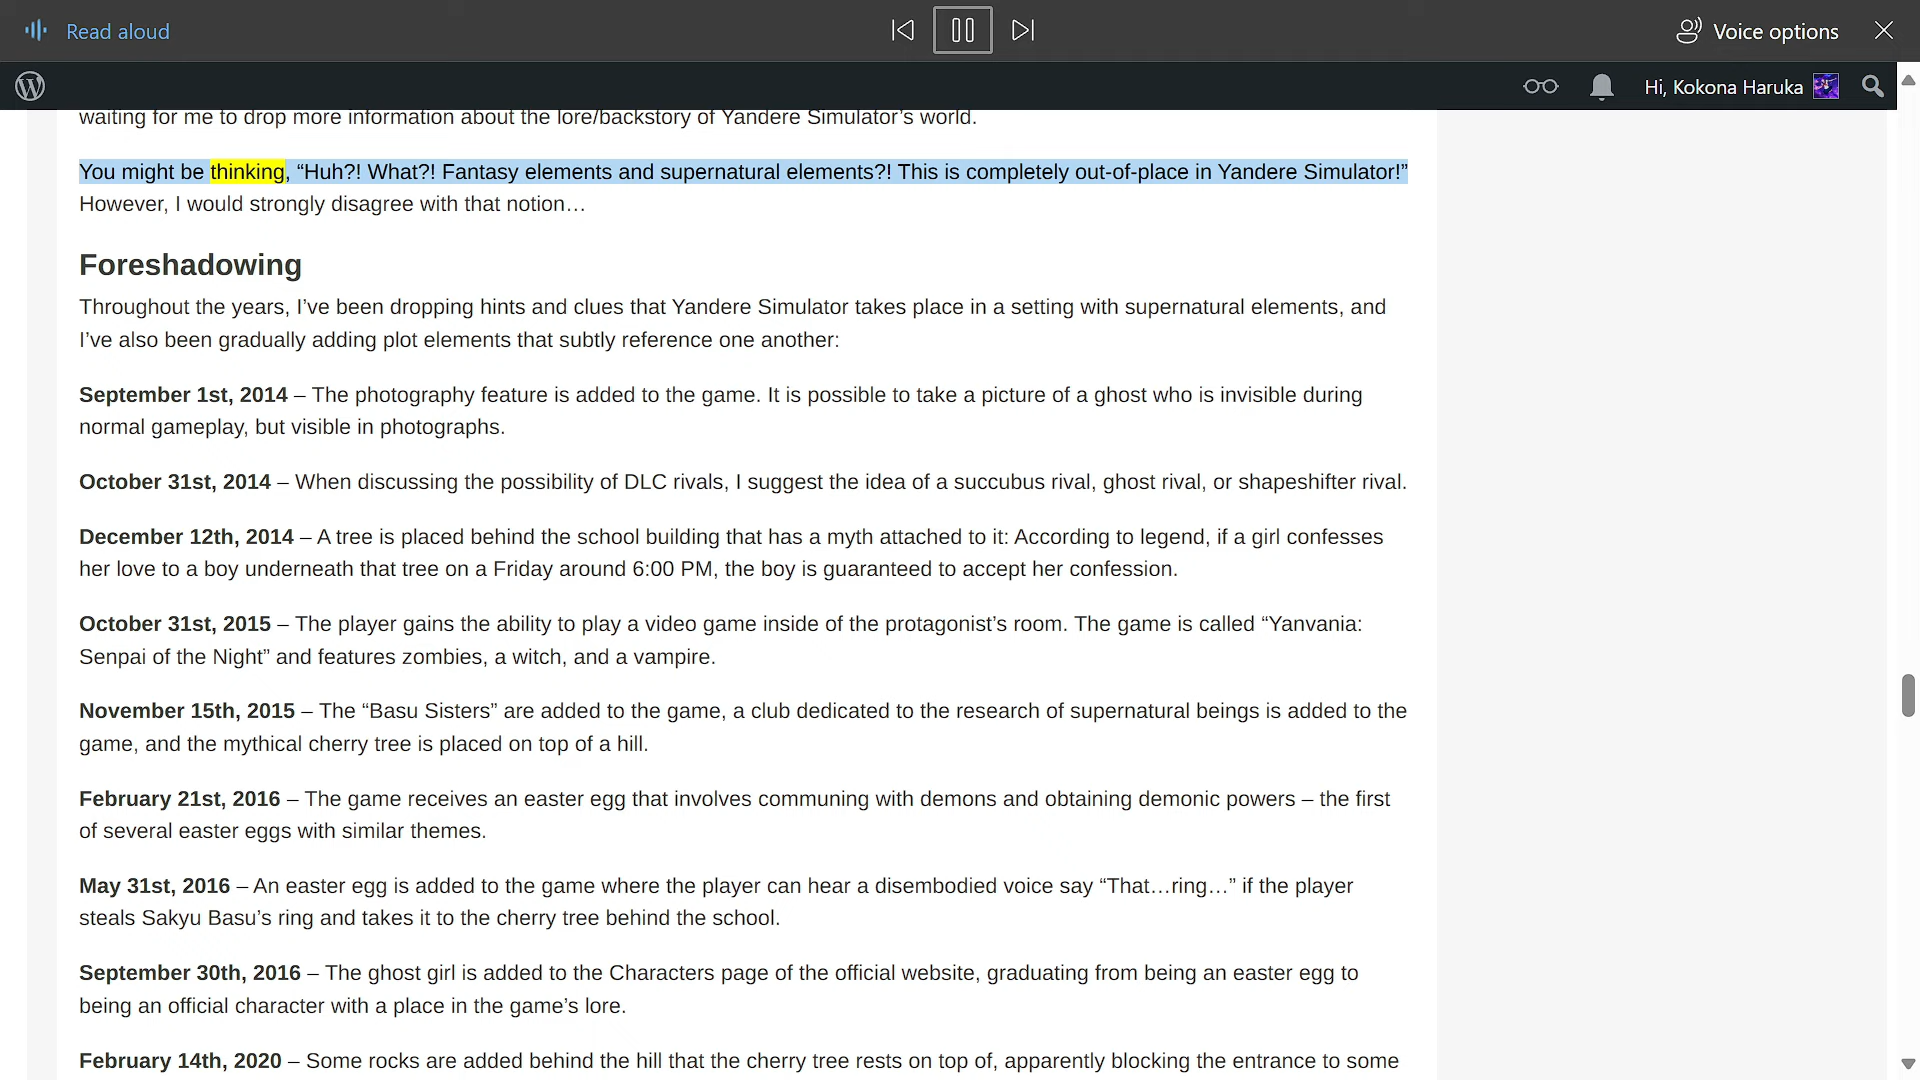 Read aloud
Voice options
Hi, Kokona Haruka
waiting for me to drop more information about the lore/backstory of Yandere Simulator’s world.
You might be thinking, “Huh?! What?! Fantasy elements and supernatural elements?! This is completely out-of-place in Yandere Simulator!”
However, I would strongly disagree with that notion…
Foreshadowing
Throughout the years, I’ve been dropping hints and clues that Yandere Simulator takes place in a setting with supernatural elements, and
I’ve also been gradually adding plot elements that subtly reference one another:
September 1st, 2014 – The photography feature is added to the game. It is possible to take a picture of a ghost who is invisible during
normal gameplay, but visible in photographs.
October 31st, 2014 – When discussing the possibility of DLC rivals, I suggest the idea of a succubus rival, ghost rival, or shapeshifter rival.
December 12th, 2014 – A tree is placed behind the school building that has a myth attached to it: According to legend, if a girl confesses
her love to a boy underneath that tree on a Friday around 6:00 PM, the boy is guaranteed to accept her confession.
October 31st, 2015 – The player gains the ability to play a video game inside of the protagonist’s room. The game is called “Yanvania:
Senpai of the Night” and features zombies, a witch, and a vampire.
November 15th, 2015 – The “Basu Sisters” are added to the game, a club dedicated to the research of supernatural beings is added to the
game, and the mythical cherry tree is placed on top of a hill.
February 21st, 2016 – The game receives an easter egg that involves communing with demons and obtaining demonic powers – the first
of several easter eggs with similar themes.
May 31st, 2016 – An easter egg is added to the game where the player can hear a disembodied voice say “That…ring…” if the player
steals Sakyu Basu’s ring and takes it to the cherry tree behind the school.
September 30th, 2016 – The ghost girl is added to the Characters page of the official website, graduating from being an easter egg to
being an official character with a place in the game’s lore.
February 14th, 2020 – Some rocks are added behind the hill that the cherry tree rests on top of, apparently blocking the entrance to some